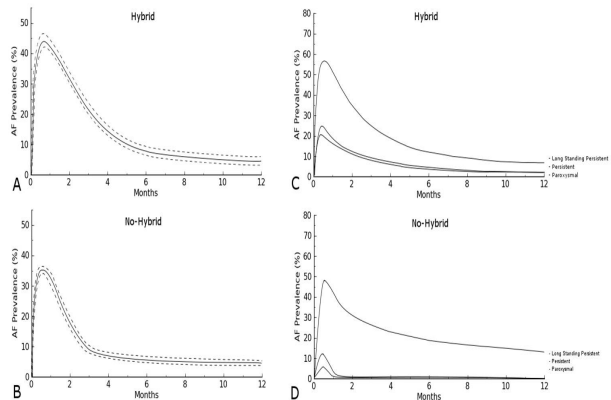 Hybrid
AF Prevalence (%)
50
40
30
20
10
0
0 2 4 6 8 10 12
Months
A
Hybrid
AF Prevalence (%)
80
70
60
50
40
30
20
10
0
0 2 4 6 8 10 12
Months
C
- Long Standing Persistent
- Persistent
- Paroxysmal
No-Hybrid
AF Prevalence (%)
50
40
30
20
10
0
0 2 4 6 8 10 12
Months
B
No-Hybrid
AF Prevalence (%)
80
70
60
50
40
30
20
10
0
0 2 4 6 8 10 12
Months
D
- Long Standing Persistent
- Persistent
- Paroxysmal